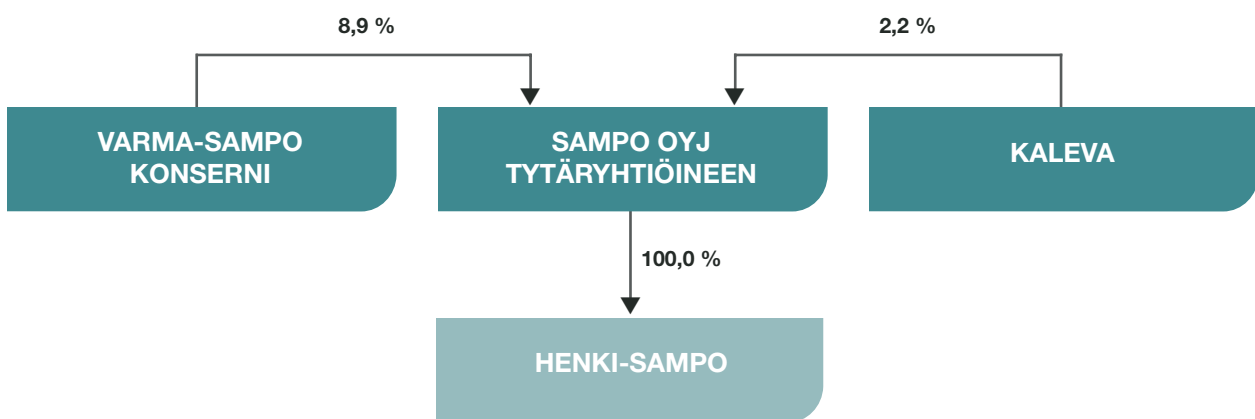 8,9 %
2,2 %
VARMA-SAMPO
KONSERNI
SAMPO OYJ
TYTÄRYHTIÖINEEN
KALEVA
100,0 %
HENKI-SAMPO